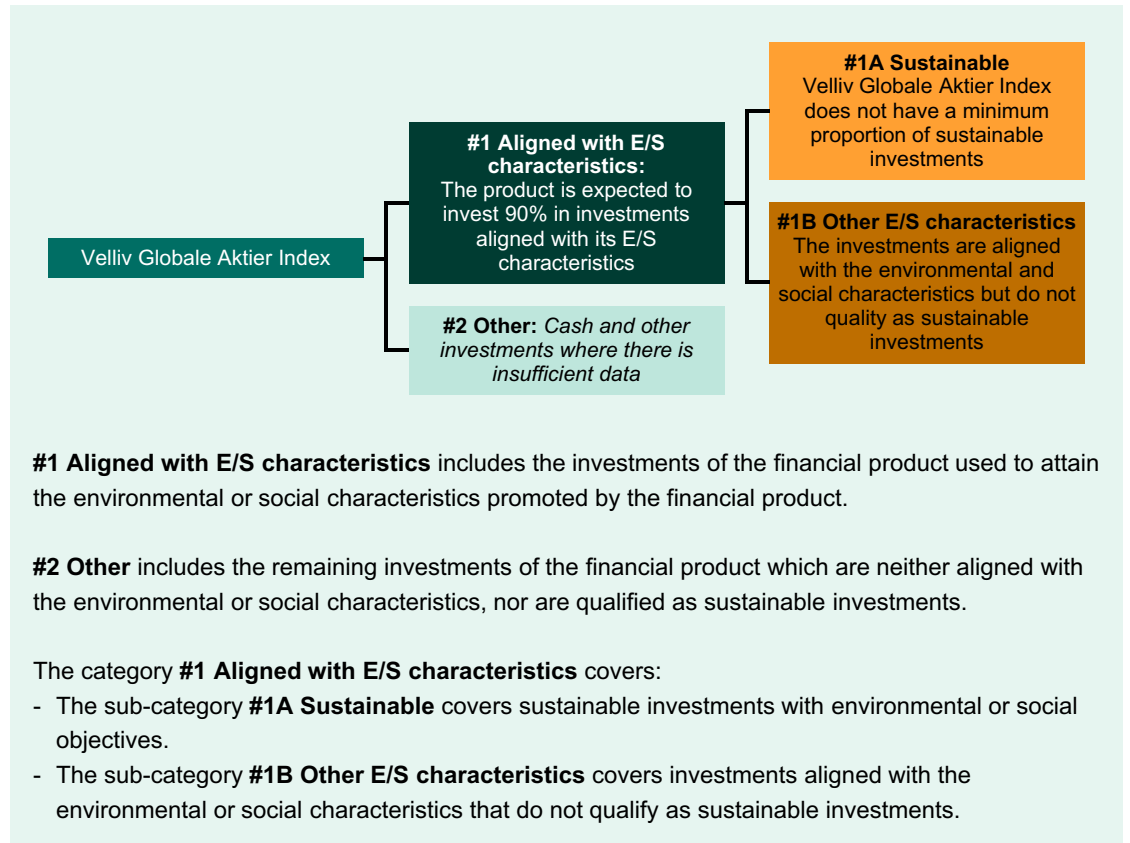 Velliv Globale Aktier Index
#1 Aligned with E/S
characteristics:
The product is expected to
invest 90% in investments
aligned with its E/S
characteristics
#2 Other: Cash and other
investments where there is
insufficient data
#1A Sustainable
Velliv Globale Aktier Index
does not have a minimum
proportion of sustainable
investments
#1B Other E/S characteristics
The investments are aligned
with the environmental and
social characteristics but do not
quality as sustainable
investments
#1 Aligned with E/S characteristics includes the investments of the financial product used to attain
the environmental or social characteristics promoted by the financial product.
#2 Other includes the remaining investments of the financial product which are neither aligned with
the environmental or social characteristics, nor are qualified as sustainable investments.
The category #1 Aligned with E/S characteristics covers:
- The sub-category #1A Sustainable covers sustainable investments with environmental or social
objectives.
- The sub-category #1B Other E/S characteristics covers investments aligned with the
environmental or social characteristics that do not qualify as sustainable investments.